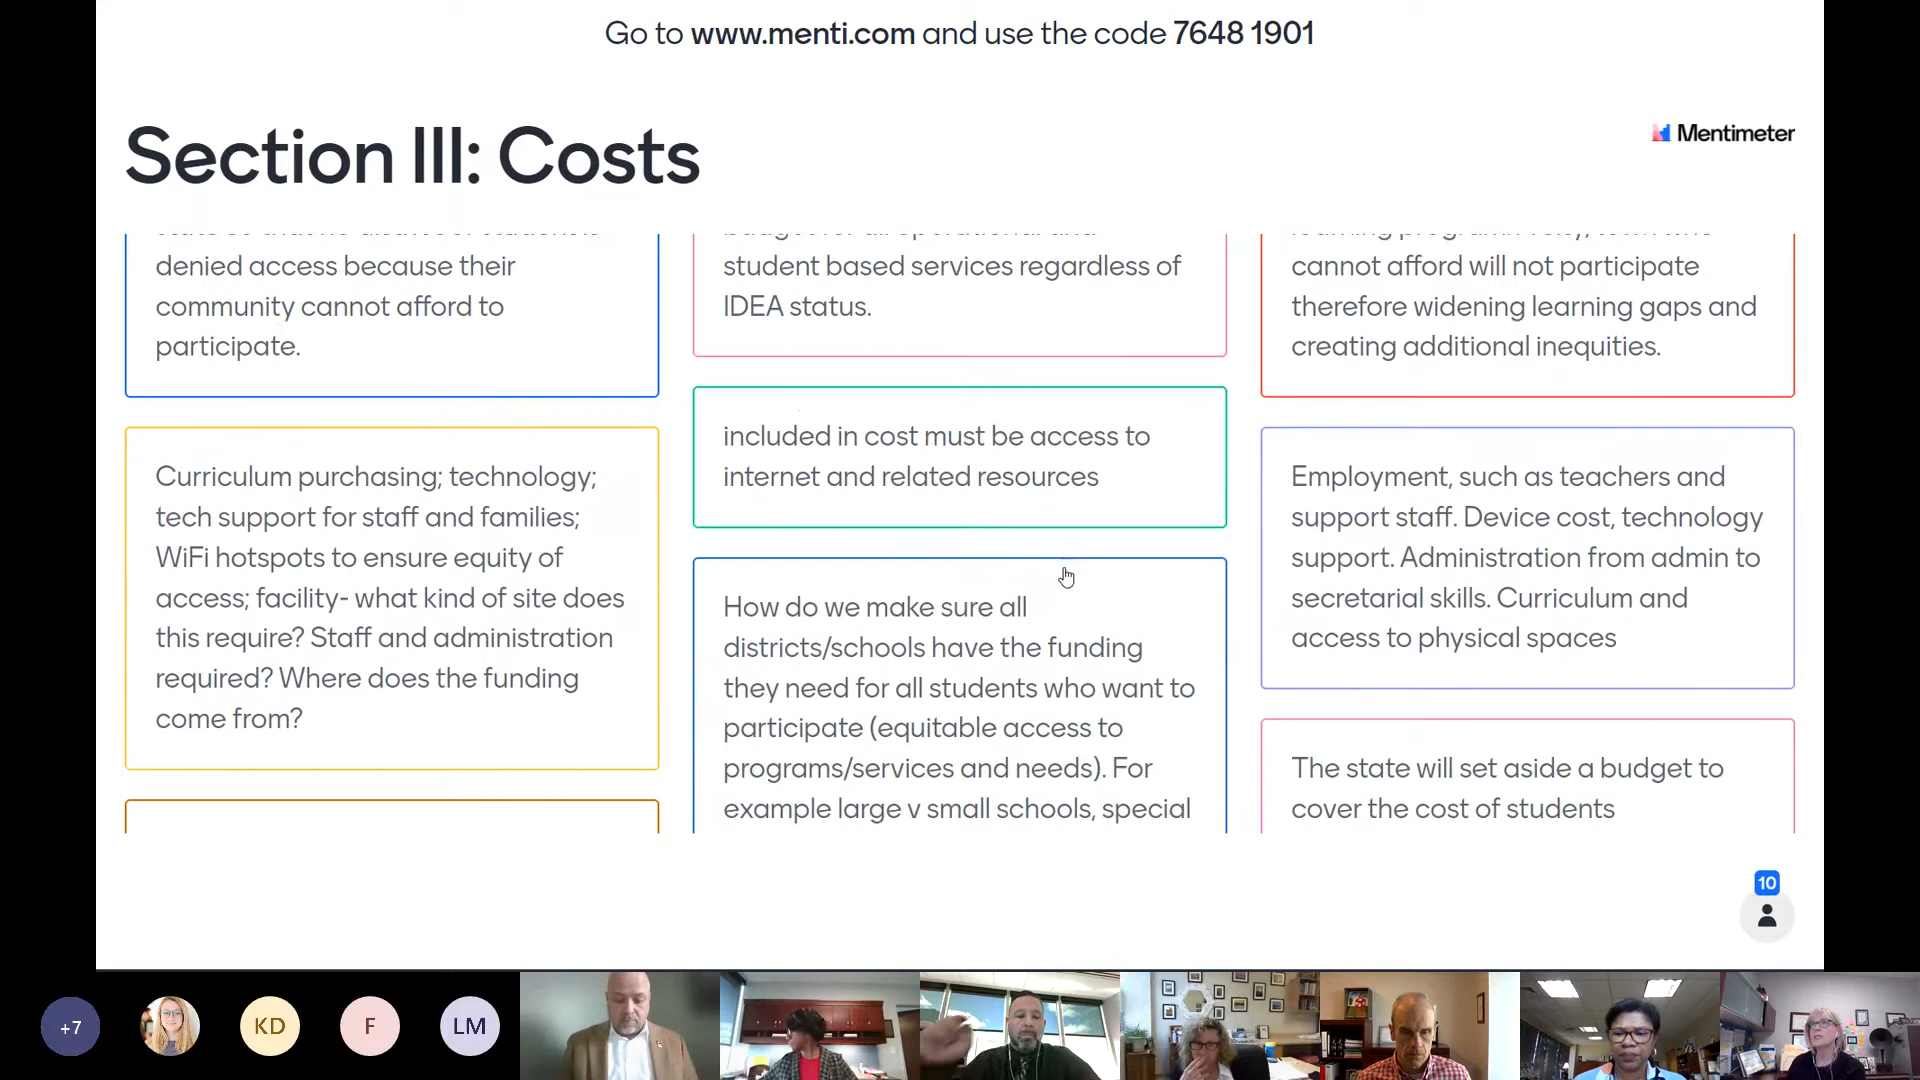 Go to www.menti.com and use the code 7648 1901
Section III: Costs
Mentimeter
denied access because their
community cannot afford to
participate.
Curriculum purchasing; technology;
tech support for staff and families;
WiFi hotspots to ensure equity of
access; facility- what kind of site does
this require? Staff and administration
required? Where does the funding
come from?
student based services regardless of
IDEA status.
included in cost must be access to
internet and related resources
How do we make sure all
districts/schools have the funding
they need for all students who want to
participate (equitable access to
programs/services and needs). For
example large v small schools, special
cannot afford will not participate
therefore widening learning gaps and
creating additional inequities.
Employment, such as teachers and
support staff. Device cost, technology
support. Administration from admin to
secretarial skills. Curriculum and
access to physical spaces
The state will set aside a budget to
cover the cost of students
10
+7
KD
F
LM